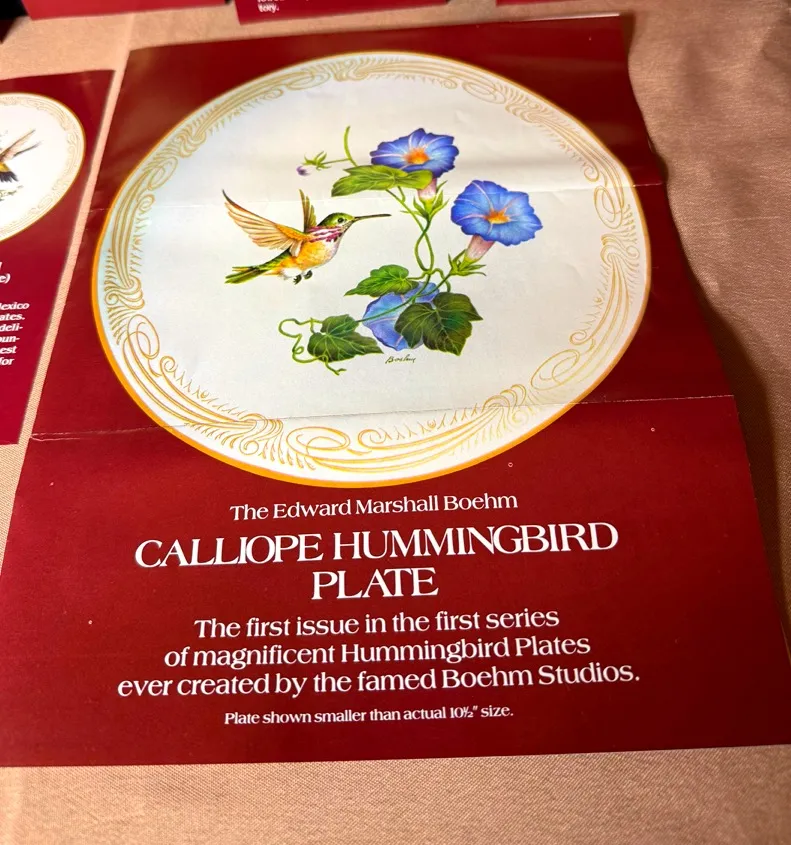 tory.
e)
exico
ates.
deli-
oun-
est
for
Boehm
The Edward Marshall Boehm
CALLIOPE HUMMINGBIRD
PLATE
The first issue in the first series
of magnificent Hummingbird Plates
ever created by the famed Boehm Studios.
Plate shown smaller than actual 10½" size.